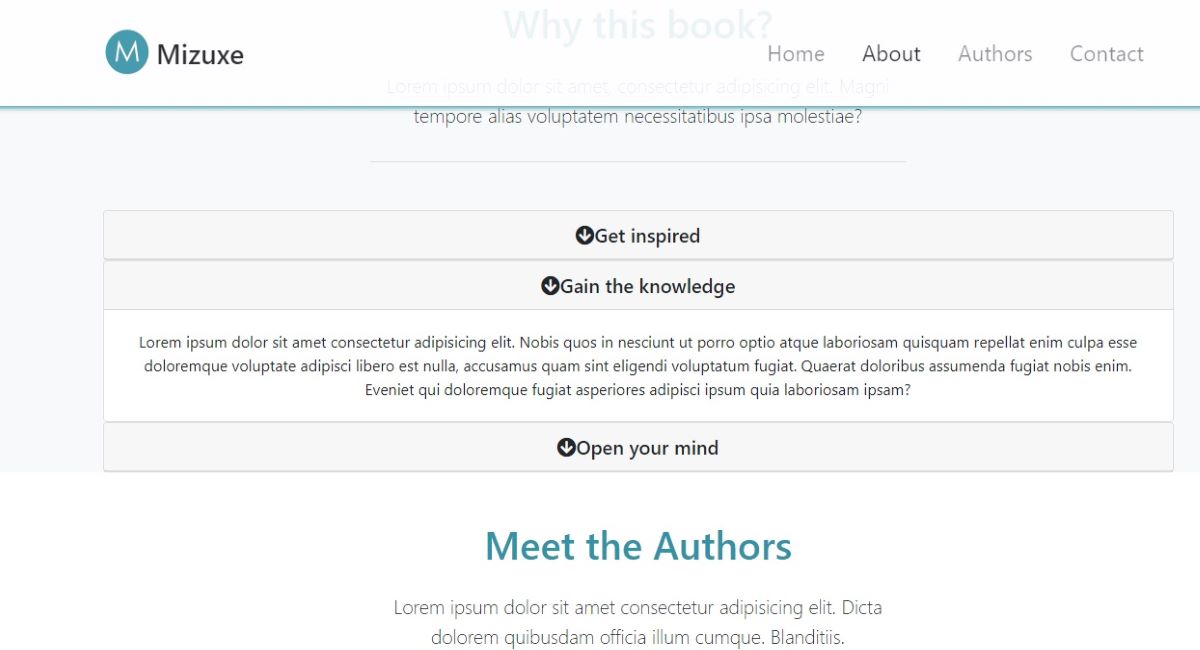 Why this book?
M Mizuxe
Home About Authors Contact
Lorem ipsum dolor sit amet, consectetur adipisicing elit. Magni
tempore alias voluptatem necessitatibus ipsa molestiae?
Get inspired
Gain the knowledge
Lorem ipsum dolor sit amet consectetur adipisicing elit. Nobis quos in nesciunt ut porro optio atque laboriosam quisquam repellat enim culpa esse
doloremque voluptate adipisci libero est nulla, accusamus quam sint eligendi voluptatum fugiat. Quaerat doloribus assumenda fugiat nobis enim.
Eveniet qui doloremque fugiat asperiores adipisci ipsum quia laboriosam ipsam?
Open your mind
Meet the Authors
Lorem ipsum dolor sit amet consectetur adipisicing elit. Dicta
dolorem quibusdam officia illum cumque. Blanditiis.